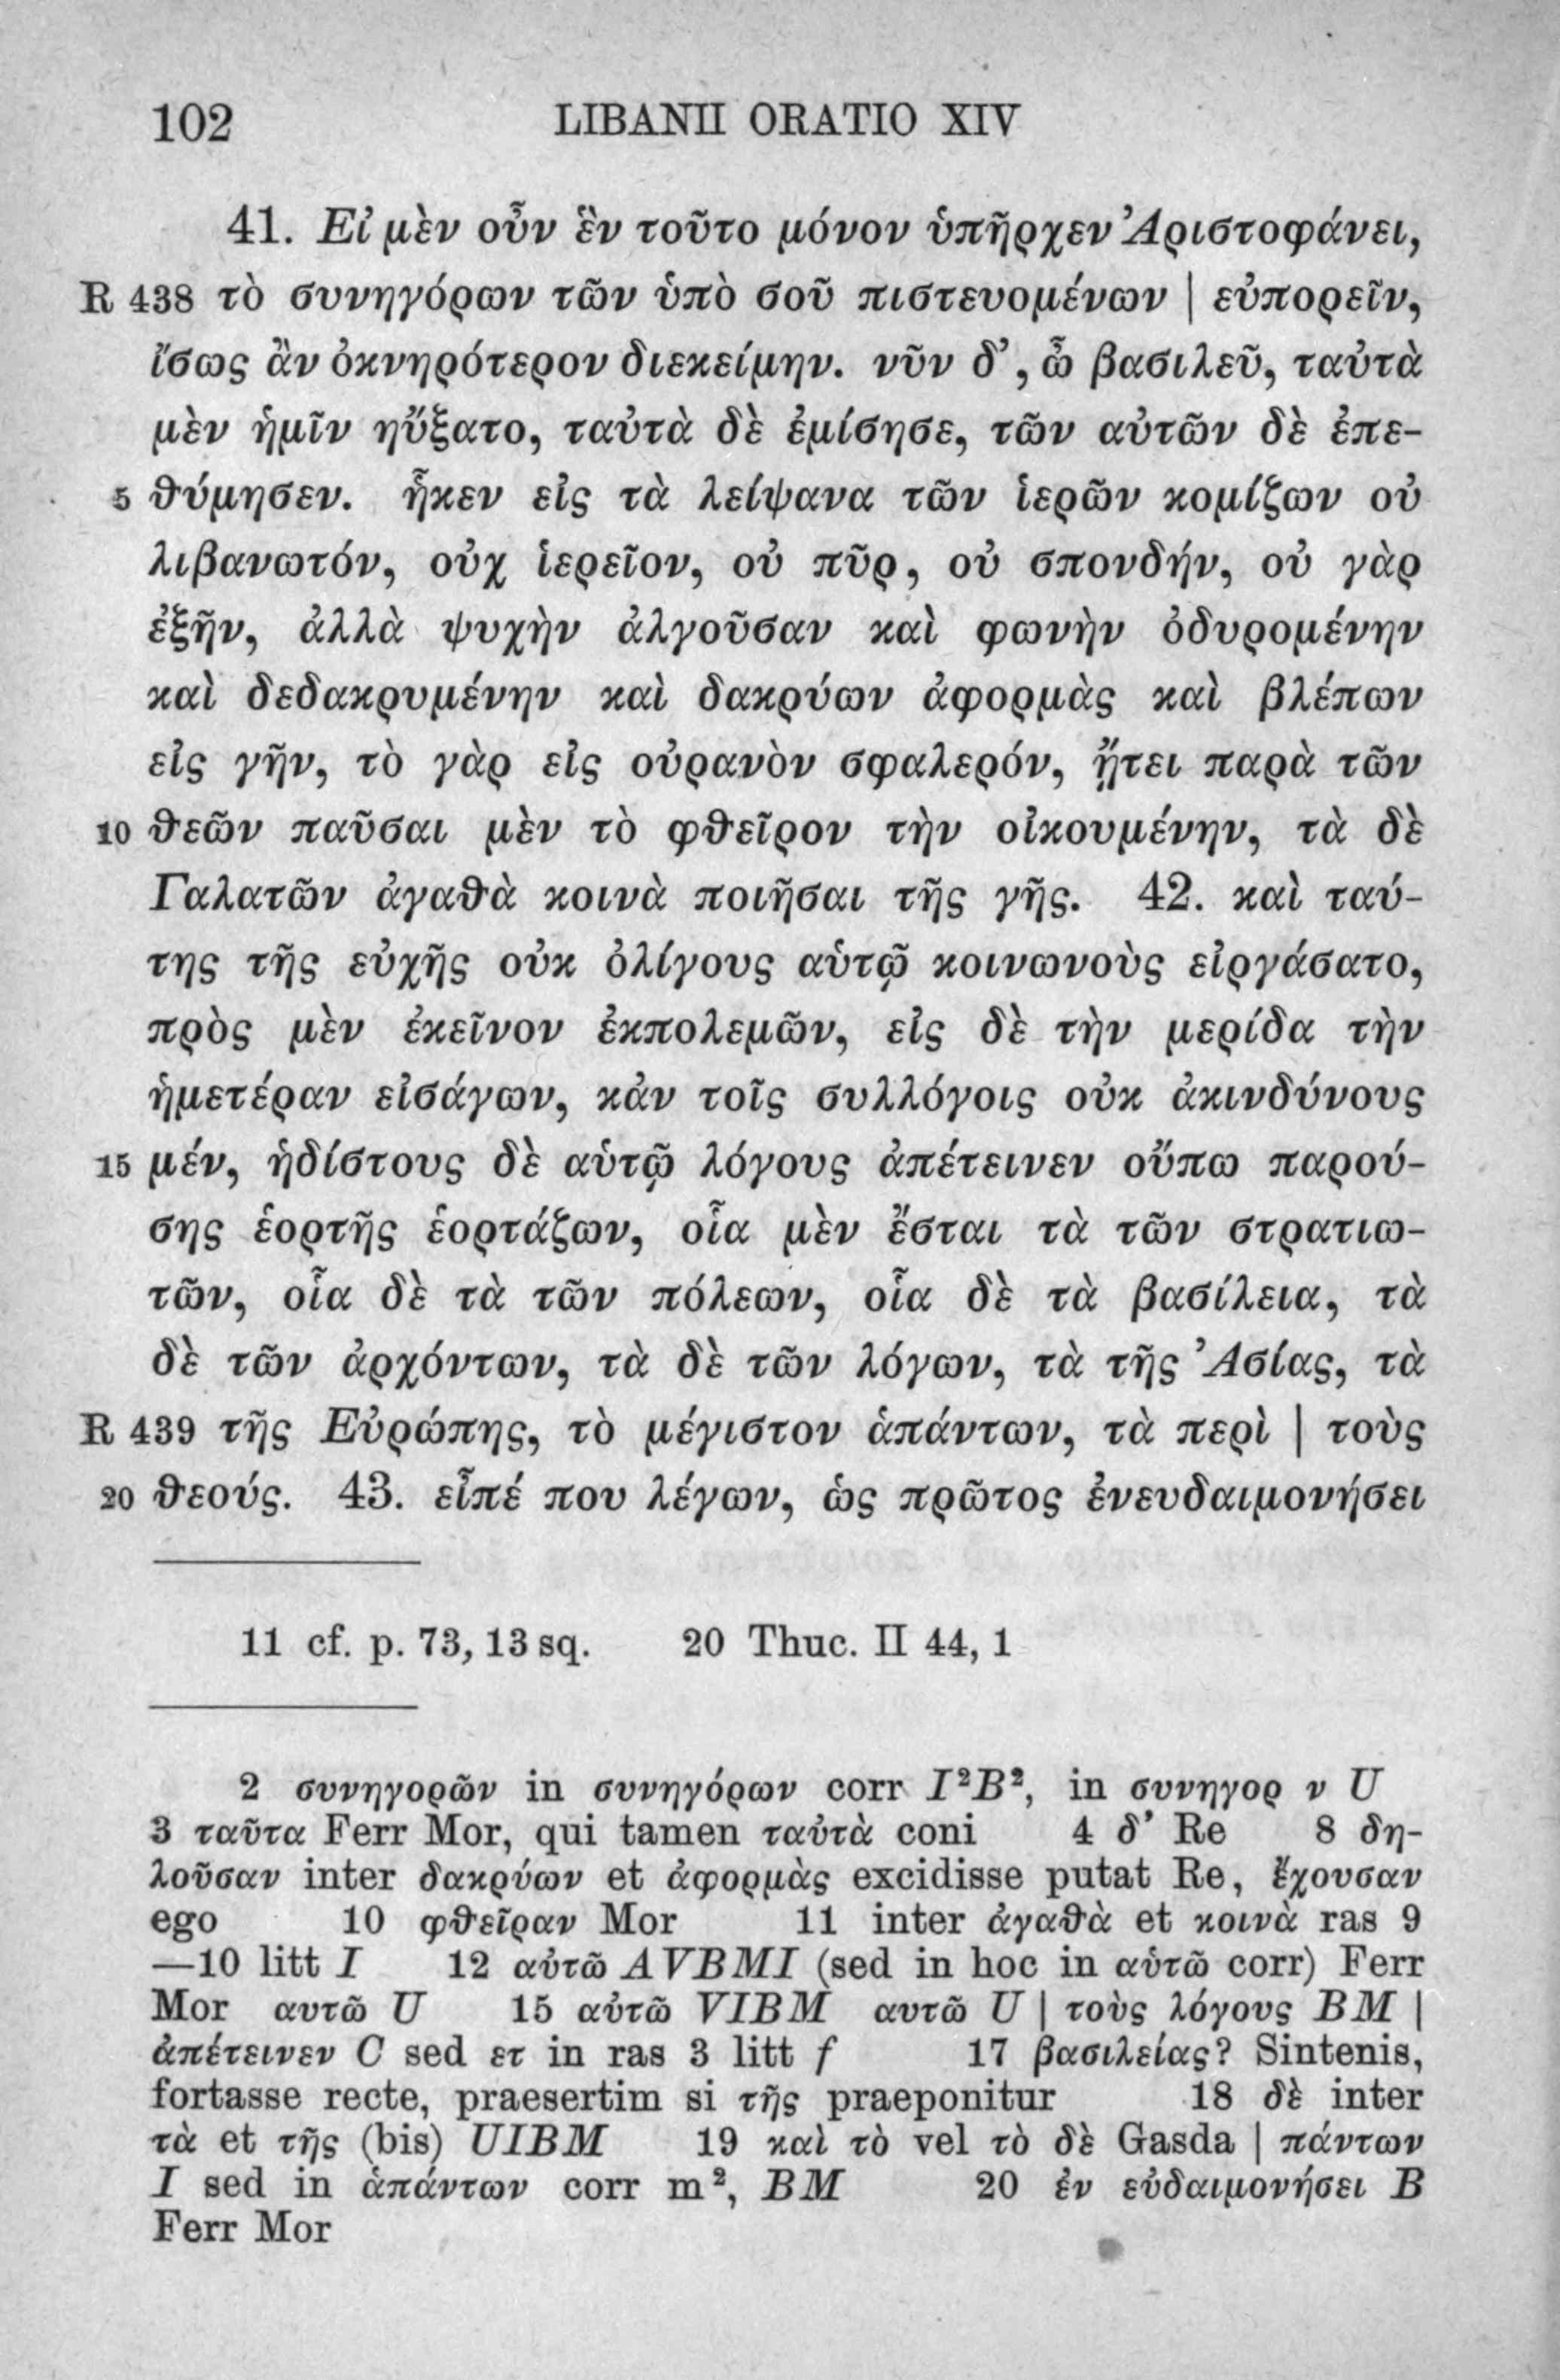 102 LIBANII ORATIO XIV
41. Εἰ μὲν οὖν ἓν τοῦτο μόνον ὑπῆρχεν Ἀριστοφάνει,
R 438 τὸ συνηγόρων τῶν ὑπὸ σοῦ πιστευομένων | εὐπορεῖν,
ἴσως ἂν ὀκνηρότερον διεκείμην. νῦν δ’, ὦ βασιλεῦ, ταὐτὰ
μὲν ἡμῖν ηὔξατο, ταὐτὰ δὲ ἐμίσησε, τῶν αὐτῶν δὲ ἐπε-
5 θύμησεν. ἧκεν εἰς τὰ λείψανα τῶν ἱερῶν κομίζων οὐ
λιβανωτόν, οὐχ ἱερεῖον, οὐ πῦρ, οὐ σπονδήν, οὐ γὰρ
ἐξῆν, ἀλλὰ ψυχὴν ἀλγοῦσαν καὶ φωνὴν ὀδυρομένην
καὶ δεδακρυμένην καὶ δακρύων ἀφορμὰς καὶ βλέπων
εἰς γῆν, τὸ γὰρ εἰς οὐρανὸν σφαλερόν, ᾔτει παρὰ τῶν
10 θεῶν παῦσαι μὲν τὸ φθεῖρον τὴν οἰκουμένην, τὰ δὲ
Γαλατῶν ἀγαθὰ κοινὰ ποιῆσαι τῆς γῆς. 42. καὶ ταύ-
της τῆς εὐχῆς οὐκ ὀλίγους αὑτῷ κοινωνοὺς εἰργάσατο,
πρὸς μὲν ἐκεῖνον ἐκπολεμῶν, εἰς δὲ τὴν μερίδα τὴν
ἡμετέραν εἰσάγων, κἀν τοῖς συλλόγοις οὐκ ἀκινδύνους
15 μέν, ἡδίστους δὲ αὑτῷ λόγους ἀπέτεινεν οὔπω παρού-
σης ἑορτῆς ἑορτάζων, οἷα μὲν ἔσται τὰ τῶν στρατιω-
τῶν, οἷα δὲ τὰ τῶν πόλεων, οἷα δὲ τὰ βασίλεια, τὰ
δὲ τῶν ἀρχόντων, τὰ δὲ τῶν λόγων, τὰ τῆς Ἀσίας, τὰ
R 439 τῆς Εὐρώπης, τὸ μέγιστον ἁπάντων, τὰ περὶ | τοὺς
20 θεούς. 43. εἶπέ που λέγων, ὡς πρῶτος ἐνευδαιμονήσει
11 cf. p. 73, 13 sq. 20 Thuc. II 44, 1
2 συνηγορῶν in συνηγόρων corr I²B², in συνηγορ ν U
3 ταῦτα Ferr Mor, qui tamen ταὐτὰ coni 4 δ’ Re 8 δη-
λοῦσαν inter δακρύων et ἀφορμὰς excidisse putat Re, ἔχουσαν
ego 10 φθεῖραν Mor 11 inter ἀγαθὰ et κοινὰ ras 9
—10 litt I 12 αὐτῶ AVBMI (sed in hoc in αὑτῶ corr) Ferr
Mor αυτῶ U 15 αὐτῶ VIBM αυτῶ U | τοὺς λόγους BM |
ἀπέτεινεν C sed ετ in ras 3 litt f 17 βασιλείας? Sintenis,
fortasse recte, praesertim si τῆς praeponitur 18 δὲ inter
τὰ et τῆς (bis) UIBM 19 καὶ τὸ vel τὸ δὲ Gasda | πάντων
I sed in ἁπάντων corr m², BM 20 ἐν εὐδαιμονήσει B
Ferr Mor